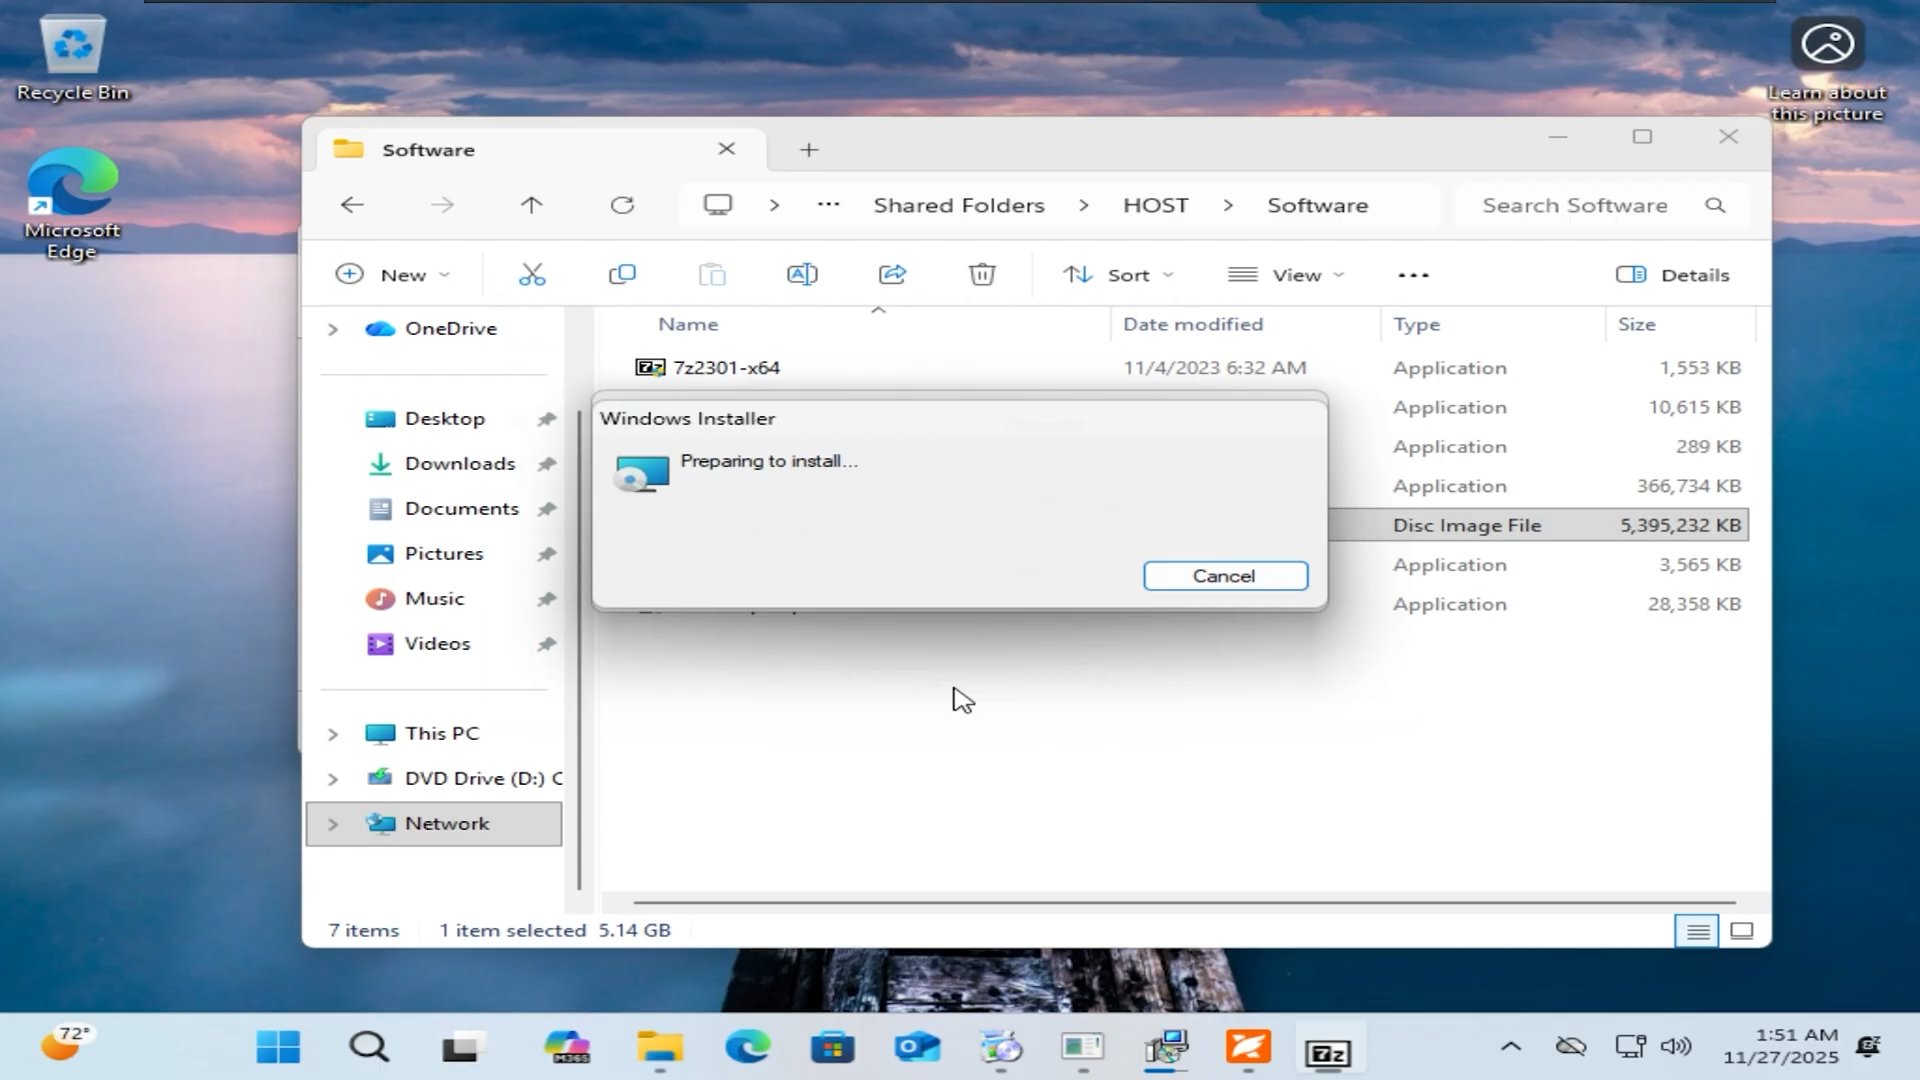 Recycle Bin
Learn about
this picture
Microsoft
Edge
Software
Shared Folders > HOST > Software
Search Software
New
Sort
View
Details
Name
Date modified
Type
Size
7z2301-x64
11/4/2023 6:32 AM
Application
1,553 KB
Application
10,615 KB
Application
289 KB
Application
366,734 KB
Disc Image File
5,395,232 KB
Application
3,565 KB
Application
28,358 KB
OneDrive
Desktop
Downloads
Documents
Pictures
Music
Videos
This PC
DVD Drive (D:) C
Network
Windows Installer
Preparing to install...
Cancel
7 items
1 item selected 5.14 GB
72°
M365
7z
1:51 AM
11/27/2025